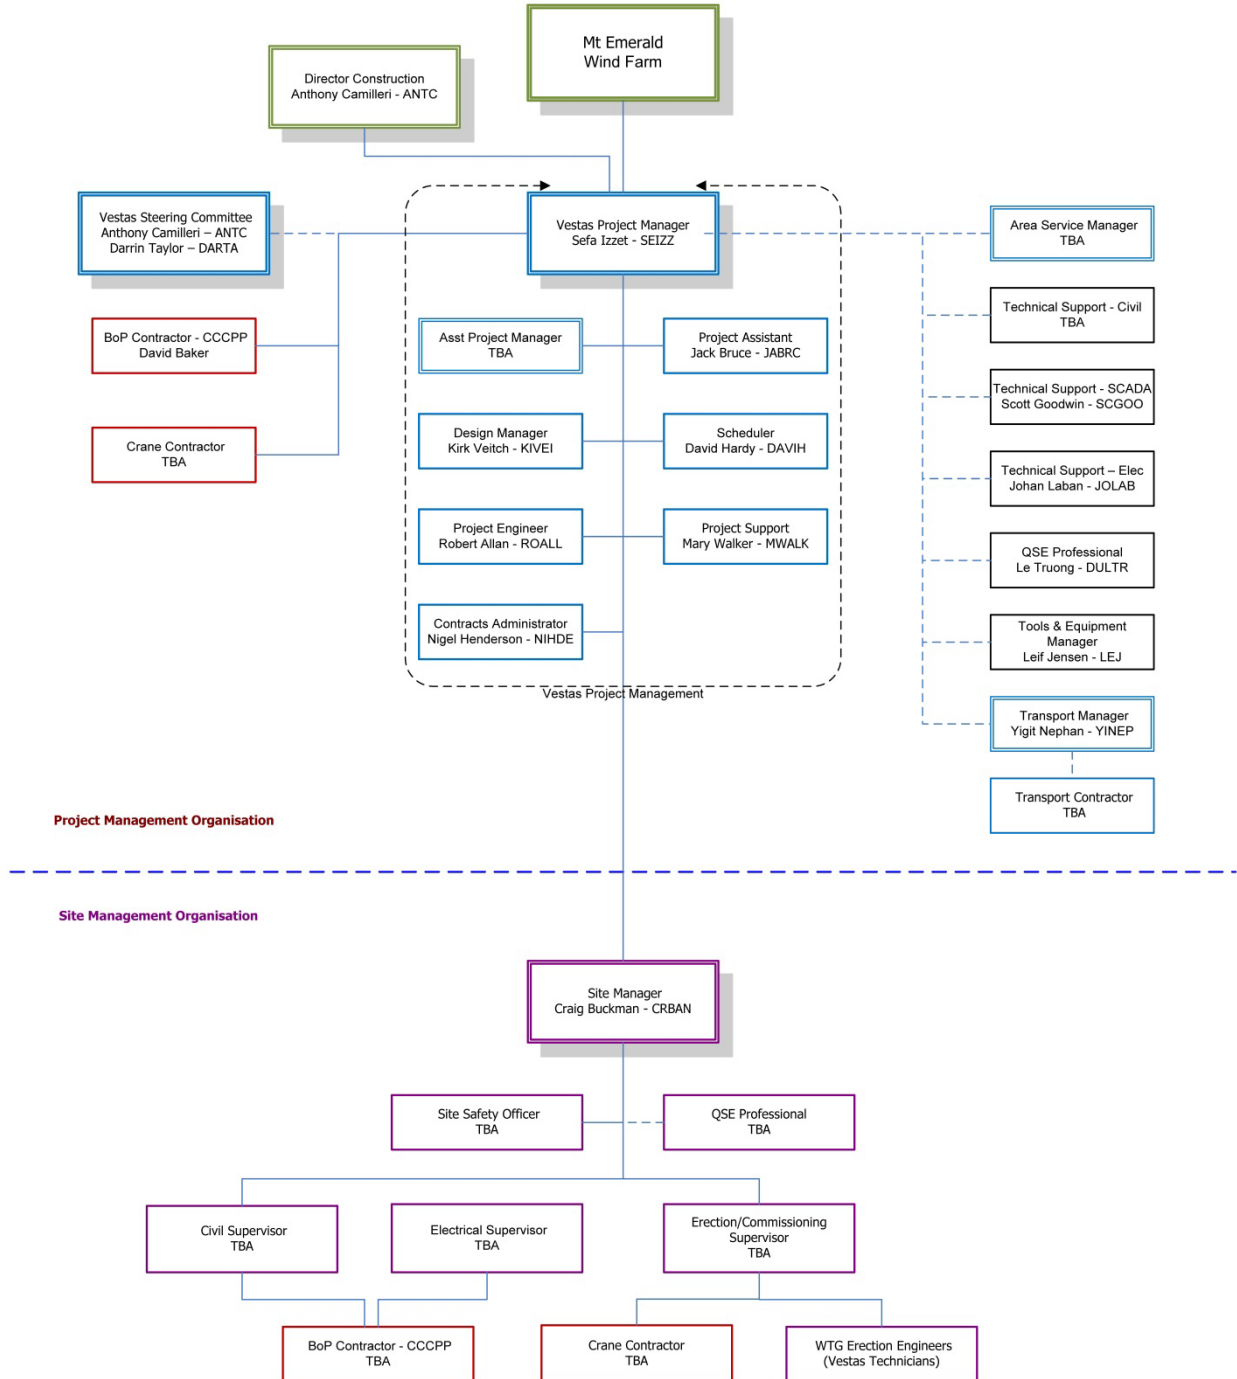 Mt Emerald
Wind Farm
Director Construction
Anthony Camilleri - ANTC
Vestas Steering Committee
Anthony Camilleri – ANTC
Darrin Taylor – DARTA
Vestas Project Manager
Sefa Izzet - SEIZZ
Area Service Manager
TBA
BoP Contractor - CCCPP
David Baker
Crane Contractor
TBA
Asst Project Manager
TBA
Project Assistant
Jack Bruce - JABRC
Design Manager
Kirk Veitch - KIVEI
Scheduler
David Hardy - DAVIH
Project Engineer
Robert Allan - ROALL
Project Support
Mary Walker - MWALK
Contracts Administrator
Nigel Henderson - NIHDE
Vestas Project Management
Technical Support - Civil
TBA
Technical Support - SCADA
Scott Goodwin - SCGOO
Technical Support – Elec
Johan Laban - JOLAB
QSE Professional
Le Truong - DULTR
Tools & Equipment
Manager
Leif Jensen - LEJ
Transport Manager
Yigit Nephan - YINEP
Transport Contractor
TBA
Project Management Organisation
Site Management Organisation
Site Manager
Craig Buckman - CRBAN
Site Safety Officer
TBA
QSE Professional
TBA
Civil Supervisor
TBA
Electrical Supervisor
TBA
Erection/Commissioning
Supervisor
TBA
BoP Contractor - CCCPP
TBA
Crane Contractor
TBA
WTG Erection Engineers
(Vestas Technicians)